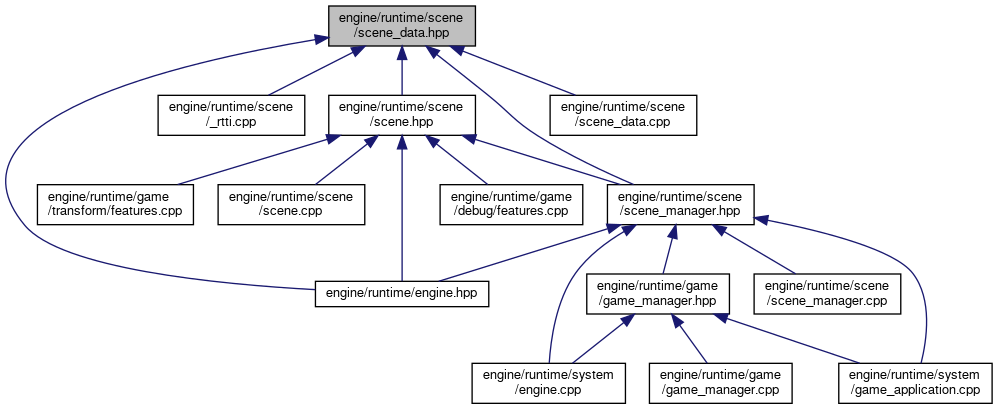 engine/runtime/scene
/scene_data.hpp
engine/runtime/scene
/_rtti.cpp
engine/runtime/scene
/scene.hpp
engine/runtime/scene
/scene_data.cpp
engine/runtime/game
/transform/features.cpp
engine/runtime/scene
/scene.cpp
engine/runtime/game
/debug/features.cpp
engine/runtime/scene
/scene_manager.hpp
engine/runtime/engine.hpp
engine/runtime/game
/game_manager.hpp
engine/runtime/scene
/scene_manager.cpp
engine/runtime/system
/engine.cpp
engine/runtime/game
/game_manager.cpp
engine/runtime/system
/game_application.cpp